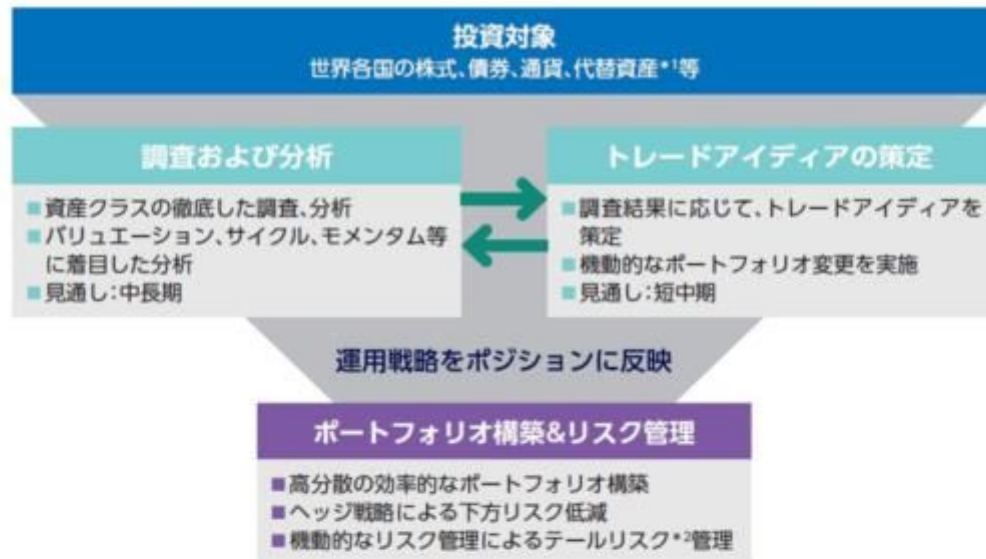 投資対象
世界各国の株式、債券、通貨、代替資産*1等
調査および分析
■資産クラスの徹底した調査、分析
■バリュエーション、サイクル、モメンタム等
に着目した分析
■見通し：中長期
トレードアイディアの策定
■調査結果に応じて、トレードアイディアを
策定
■機動的なポートフォリオ変更を実施
■見通し：短中期
運用戦略をポジションに反映
ポートフォリオ構築&リスク管理
■高分散の効率的なポートフォリオ構築
■ヘッジ戦略による下方リスク低減
■機動的なリスク管理によるテールリスク*2管理